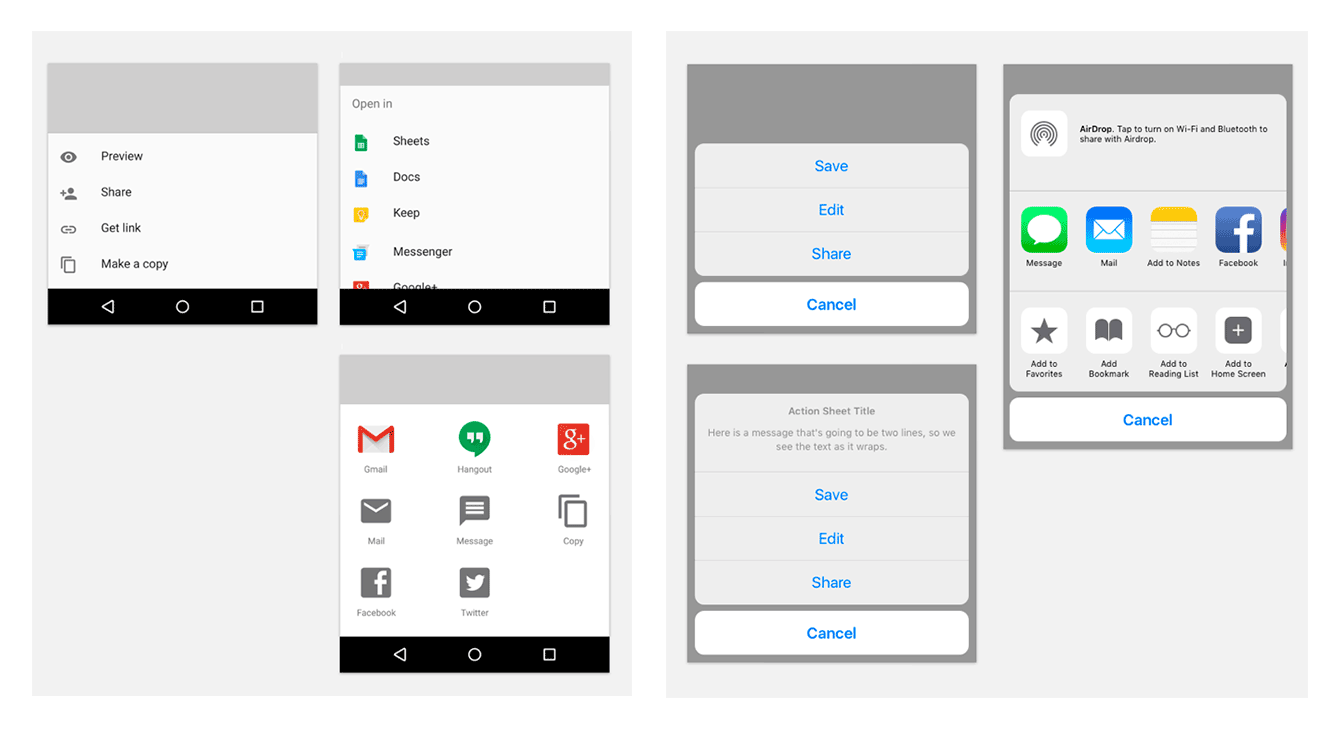 Preview
Share
Get link
Make a copy
Open in
Sheets
Docs
Keep
Messenger
Google+
Gmail
Hangout
Google+
Mail
Message
Copy
Facebook
Twitter
Save
Edit
Share
Cancel
Action Sheet Title
Here is a message that's going to be two lines, so we
see the text as it wraps.
Save
Edit
Share
Cancel
AirDrop. Tap to turn on Wi-Fi and Bluetooth to
share with Airdrop.
Message
Mail
Add to Notes
Facebook
Add to
Favorites
Add
Bookmark
Add to
Reading List
Add to
Home Screen
Cancel